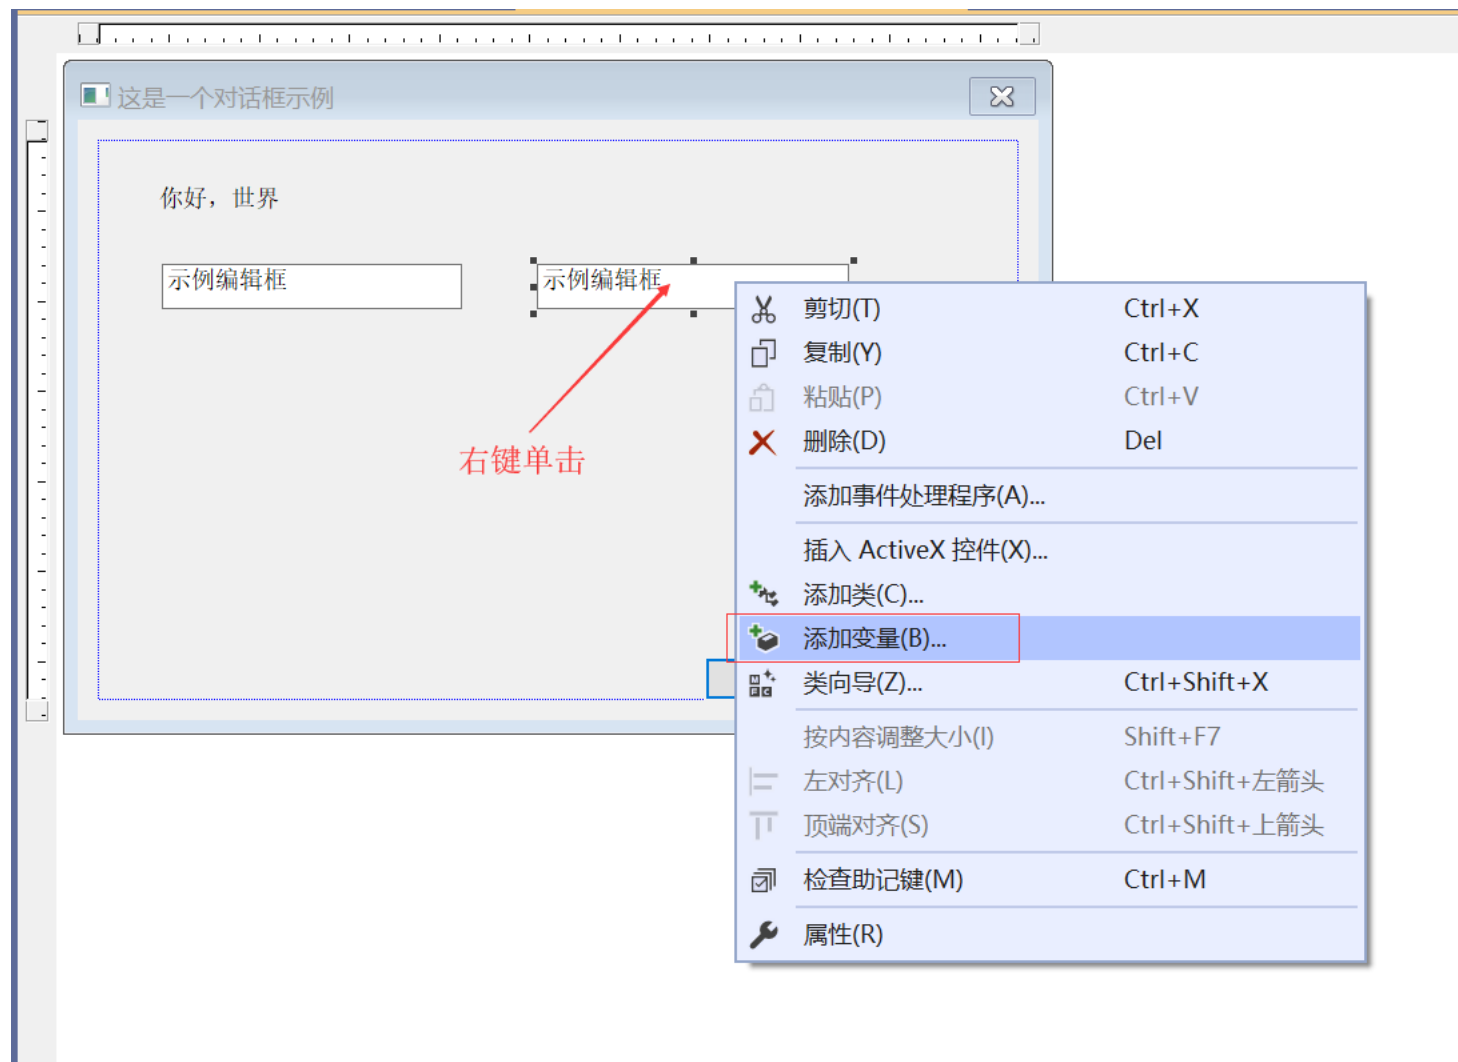 这是一个对话框示例
你好，世界
示例编辑框
示例编辑框
右键单击
剪切(T) Ctrl+X
复制(Y) Ctrl+C
粘贴(P) Ctrl+V
删除(D) Del
添加事件处理程序(A)...
插入 ActiveX 控件(X)...
添加类(C)...
添加变量(B)...
类向导(Z)... Ctrl+Shift+X
按内容调整大小(I) Shift+F7
左对齐(L) Ctrl+Shift+左箭头
顶端对齐(S) Ctrl+Shift+上箭头
检查助记键(M) Ctrl+M
属性(R)